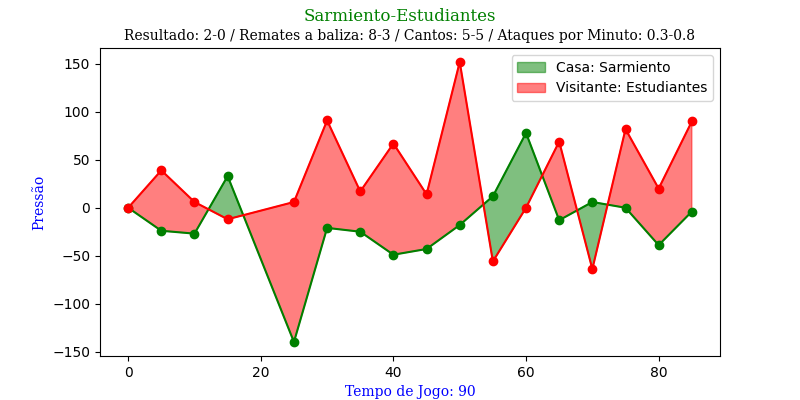 Sarmiento-Estudiantes
Resultado: 2-0 / Remates a baliza: 8-3 / Cantos: 5-5 / Ataques por Minuto: 0.3-0.8
Casa: Sarmiento
Visitante: Estudiantes
Pressão
150
100
50
0
−50
−100
−150
0 20 40 60 80
Tempo de Jogo: 90